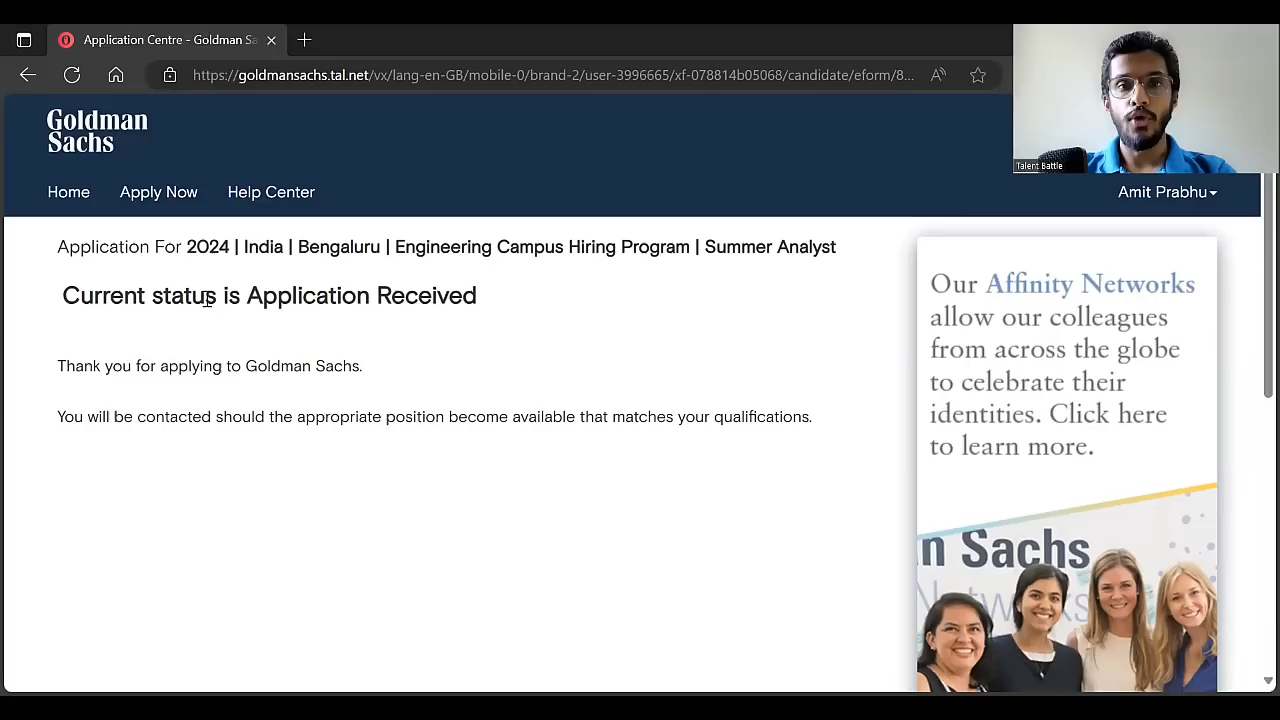 Application Centre - Goldman Sa
https://goldmansachs.tal.net/vx/lang-en-GB/mobile-0/brand-2/user-3996665/xf-078814b05068/candidate/eform/8...
Talent Battle
Goldman
Sachs
Home Apply Now Help Center Amit Prabhu
Application For 2024 | India | Bengaluru | Engineering Campus Hiring Program | Summer Analyst
Current status is Application Received
Thank you for applying to Goldman Sachs.
You will be contacted should the appropriate position become available that matches your qualifications.
Our Affinity Networks
allow our colleagues
from across the globe
to celebrate their
identities. Click here
to learn more.
n Sachs
Networks